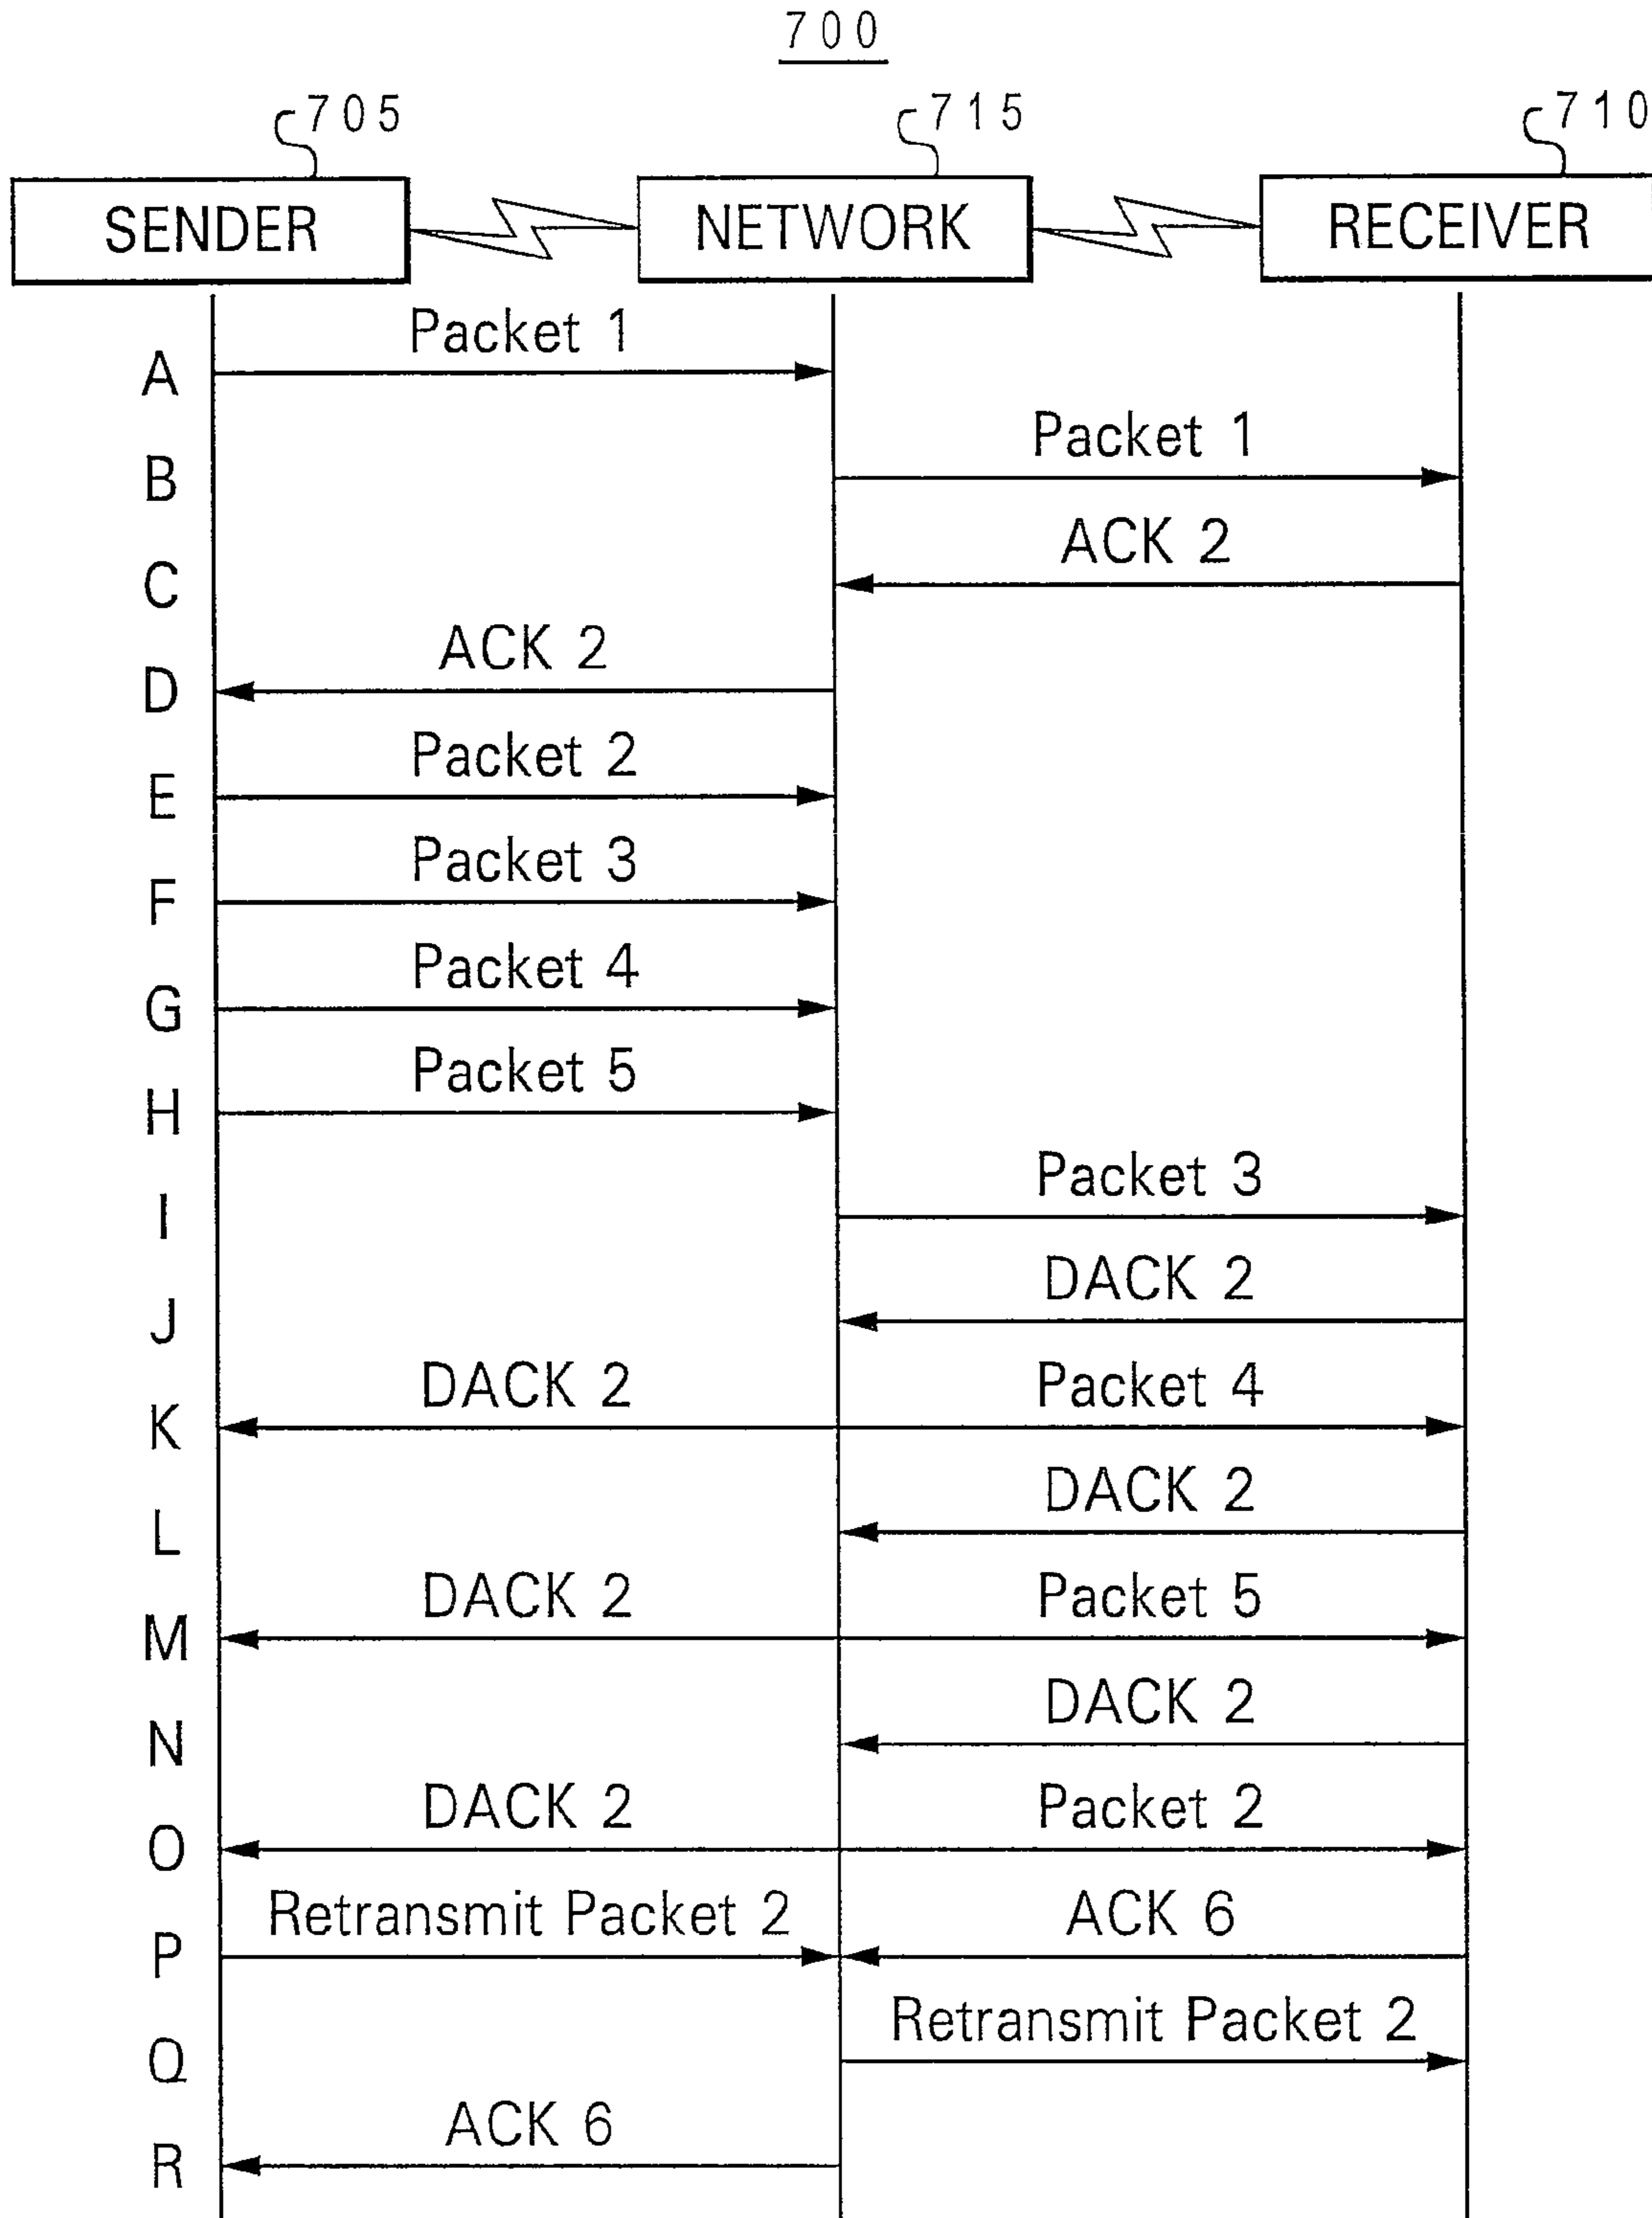 700
705 715 710
SENDER NETWORK RECEIVER
Packet 1
A
Packet 1
B
ACK 2
C
ACK 2
D
Packet 2
E
Packet 3
F
Packet 4
G
Packet 5
H
Packet 3
I
DACK 2
J
DACK 2 Packet 4
K
DACK 2
L
DACK 2 Packet 5
M
DACK 2
N
DACK 2 Packet 2
O
Retransmit Packet 2 ACK 6
P
Retransmit Packet 2
Q
ACK 6
R